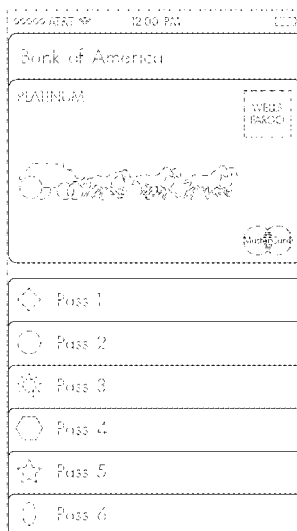 AT&T 12:00 PM
Bank of America
PLATINUM
WELLS
FARGO
MasterCard
Pass 1
Pass 2
Pass 3
Pass 4
Pass 5
Pass 6